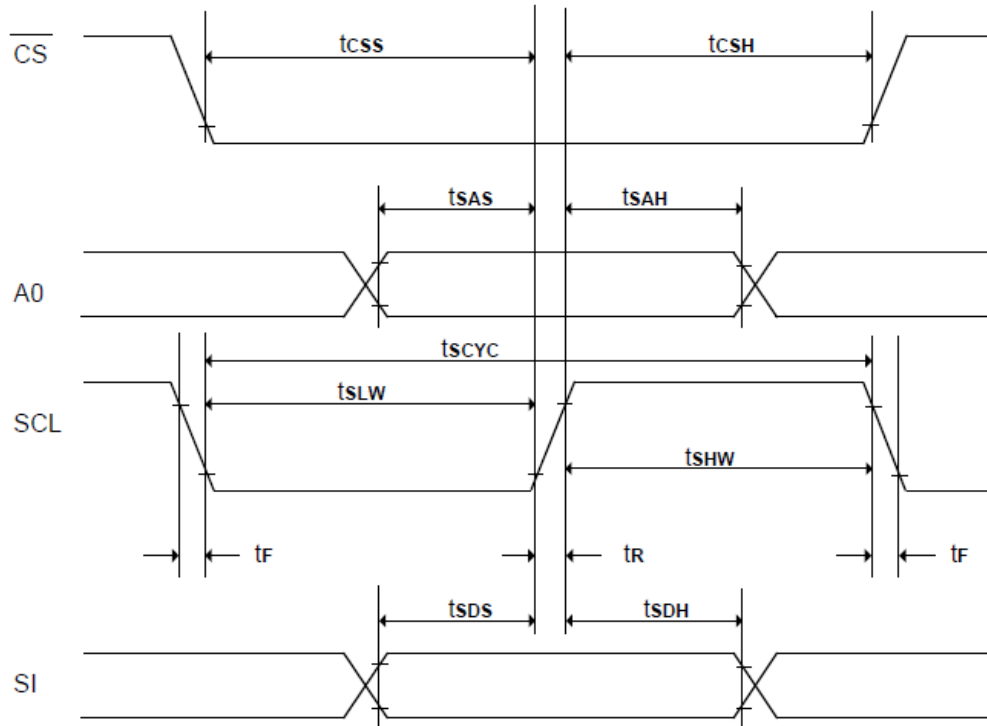 CS
tCSS
tCSH
tSAS
tSAH
A0
tSCYC
tSLW
SCL
tSHW
tF
tR
tF
tSDS
tSDH
SI